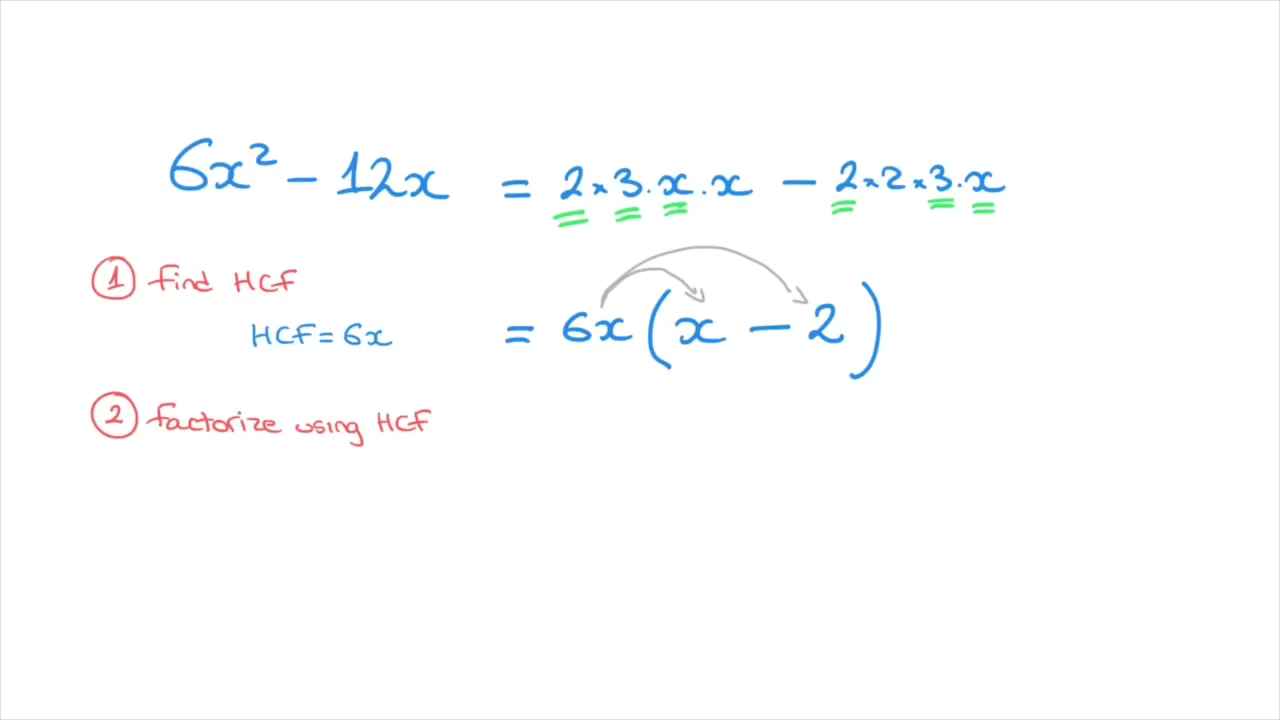 6x² - 12x = 2 × 3 . x . x - 2 × 2 × 3 . x
① find HCF
HCF = 6x = 6x(x - 2)
② factorize using HCF